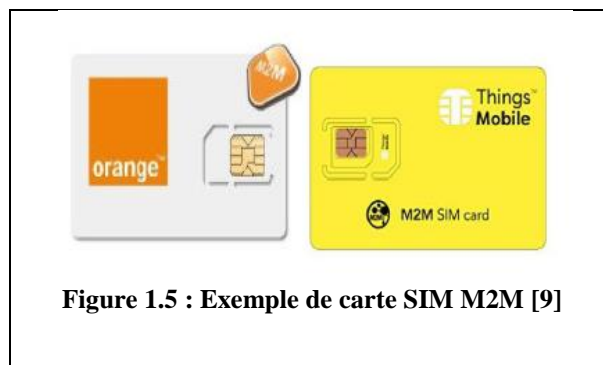 M2M
orange™
Things™
Mobile
M2M SIM card
Figure 1.5 : Exemple de carte SIM M2M [9]